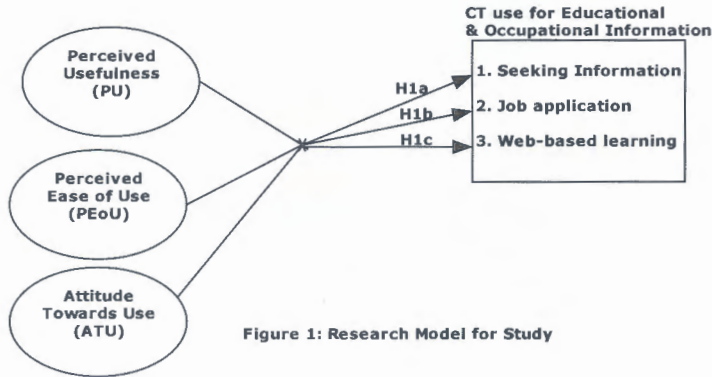 CT use for Educational
& Occupational Information
Perceived
Usefulness
(PU)
1. Seeking Information
H1a
2. Job application
H1b
3. Web-based learning
H1c
Perceived
Ease of Use
(PEoU)
Attitude
Towards Use
(ATU)
Figure 1: Research Model for Study